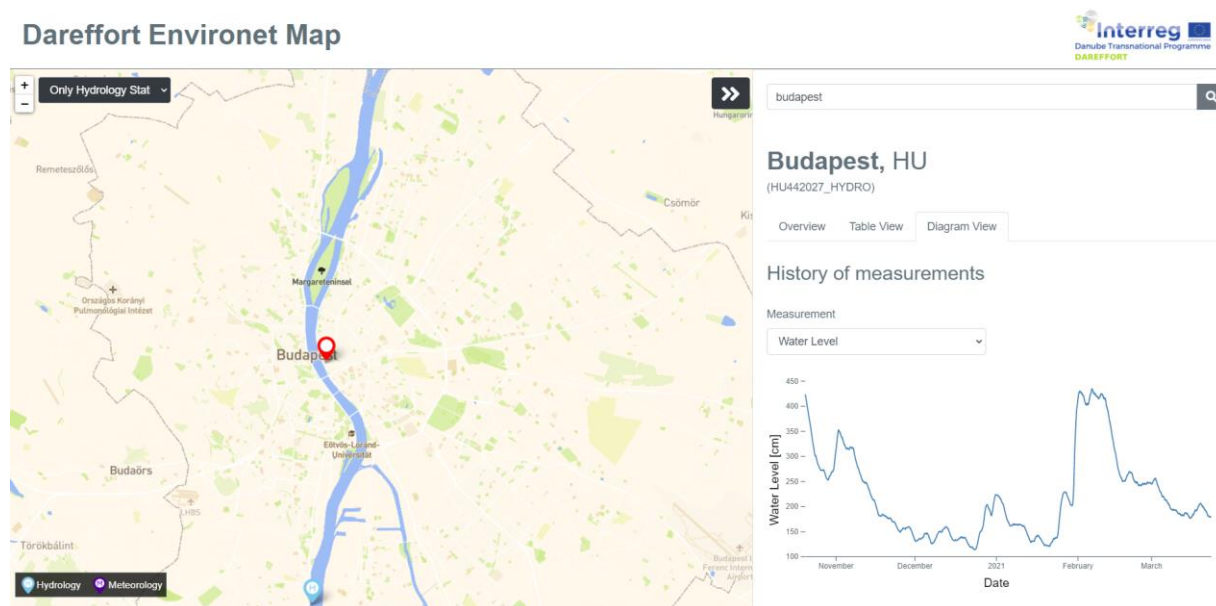 Dareffort Environet Map
Interreg
Danube Transnational Programme
DAREFFORT
+
−
Only Hydrology Stat
Remeteszőlős
Csömör
Margareteninsel
Országos Korányi
Pulmonológiai Intézet
Budapest
Eötvös-Loránd-
Universität
Budaörs
LHBS
Törökbálint
Hydrology
Meteorology
budapest
Budapest, HU
(HU442027_HYDRO)
Overview
Table View
Diagram View
History of measurements
Measurement
Water Level
Water Level [cm]
450
400
350
300
250
200
150
100
November
December
2021
February
March
Date